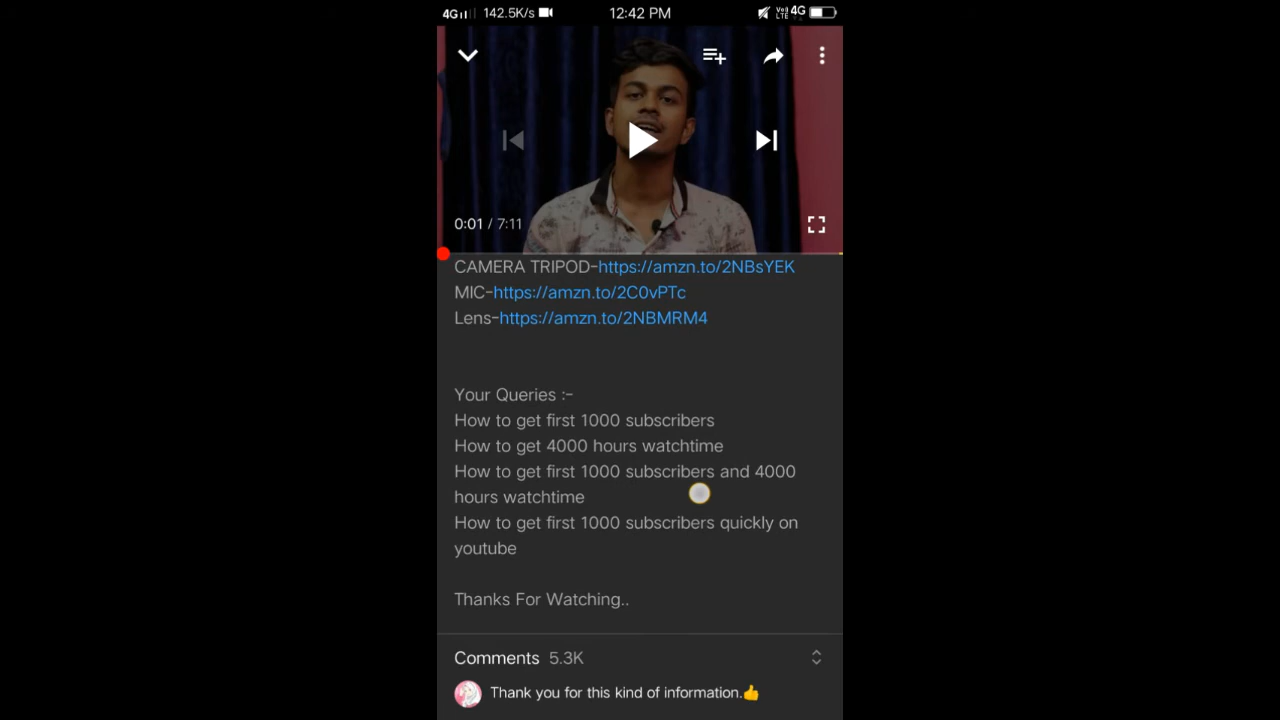 4G 142.5K/s 12:42 PM VoII LTE 4G
0:01 / 7:11
CAMERA TRIPOD-https://amzn.to/2NBsYEK
MIC-https://amzn.to/2C0vPTc
Lens-https://amzn.to/2NBMRM4
Your Queries :-
How to get first 1000 subscribers
How to get 4000 hours watchtime
How to get first 1000 subscribers and 4000
hours watchtime
How to get first 1000 subscribers quickly on
youtube
Thanks For Watching..
Comments 5.3K
Thank you for this kind of information.👍